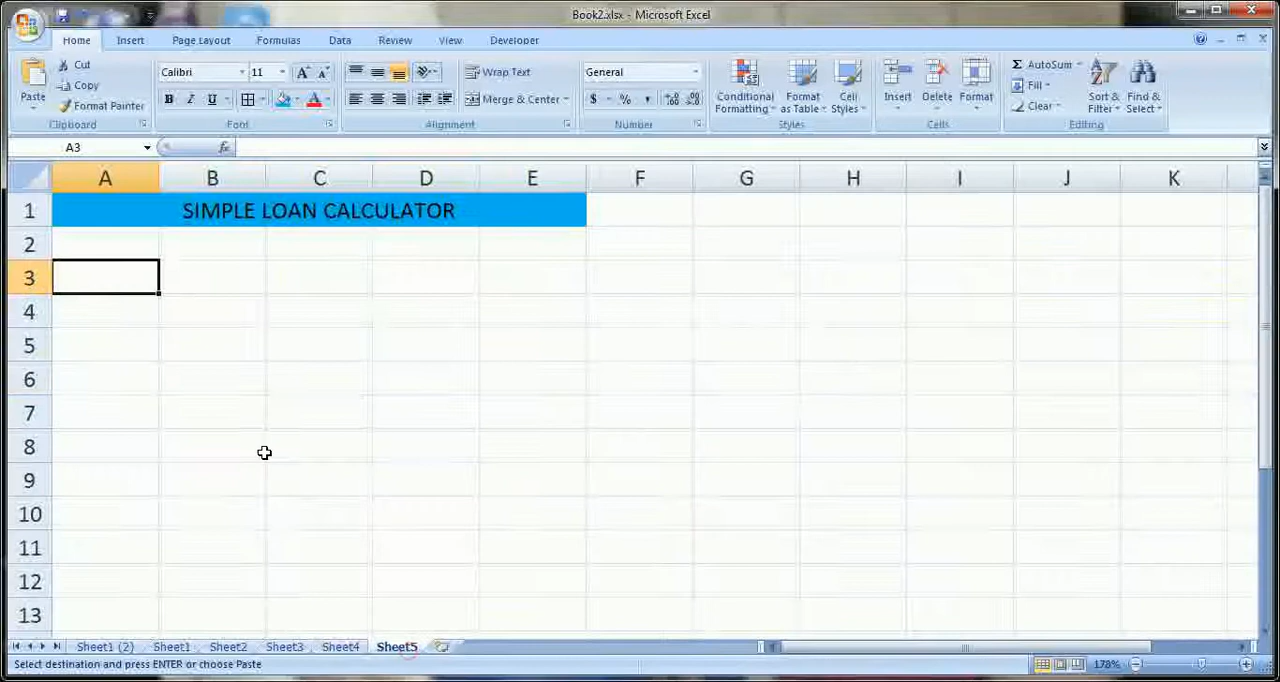 Book2.xlsx - Microsoft Excel
Home Insert Page Layout Formulas Data Review View Developer
Paste
Cut
Copy
Format Painter
Clipboard
Calibri 11 A A
B I U A
Font
Wrap Text
Merge & Center
Alignment
General
$ % ,
Number
Conditional Formatting
Format as Table
Cell Styles
Styles
Insert Delete Format
Cells
Σ AutoSum
Fill
Clear
Sort & Filter
Find & Select
Editing
A3 fx
A B C D E F G H I J K
1 SIMPLE LOAN CALCULATOR
2
3
4
5
6
7
8
9
10
11
12
13
Sheet1 (2) Sheet1 Sheet2 Sheet3 Sheet4 Sheet5
Select destination and press ENTER or choose Paste 178%